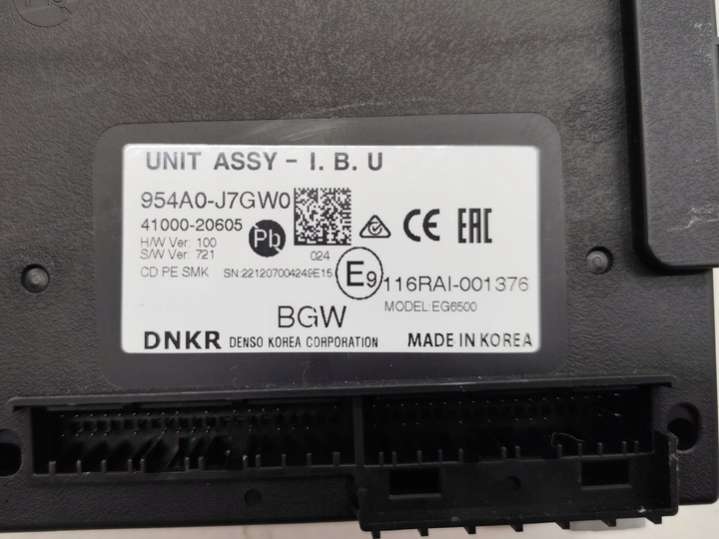 UNIT ASSY - I. B. U
954A0-J7GW0
41000-20605
H/W Ver: 100
S/W Ver: 721
Pb
024
CE EAC
CD PE SMK SN:221207004249E15
E9 116RAI-001376
MODEL:EG6500
BGW
DNKR DENSO KOREA CORPORATION MADE IN KOREA